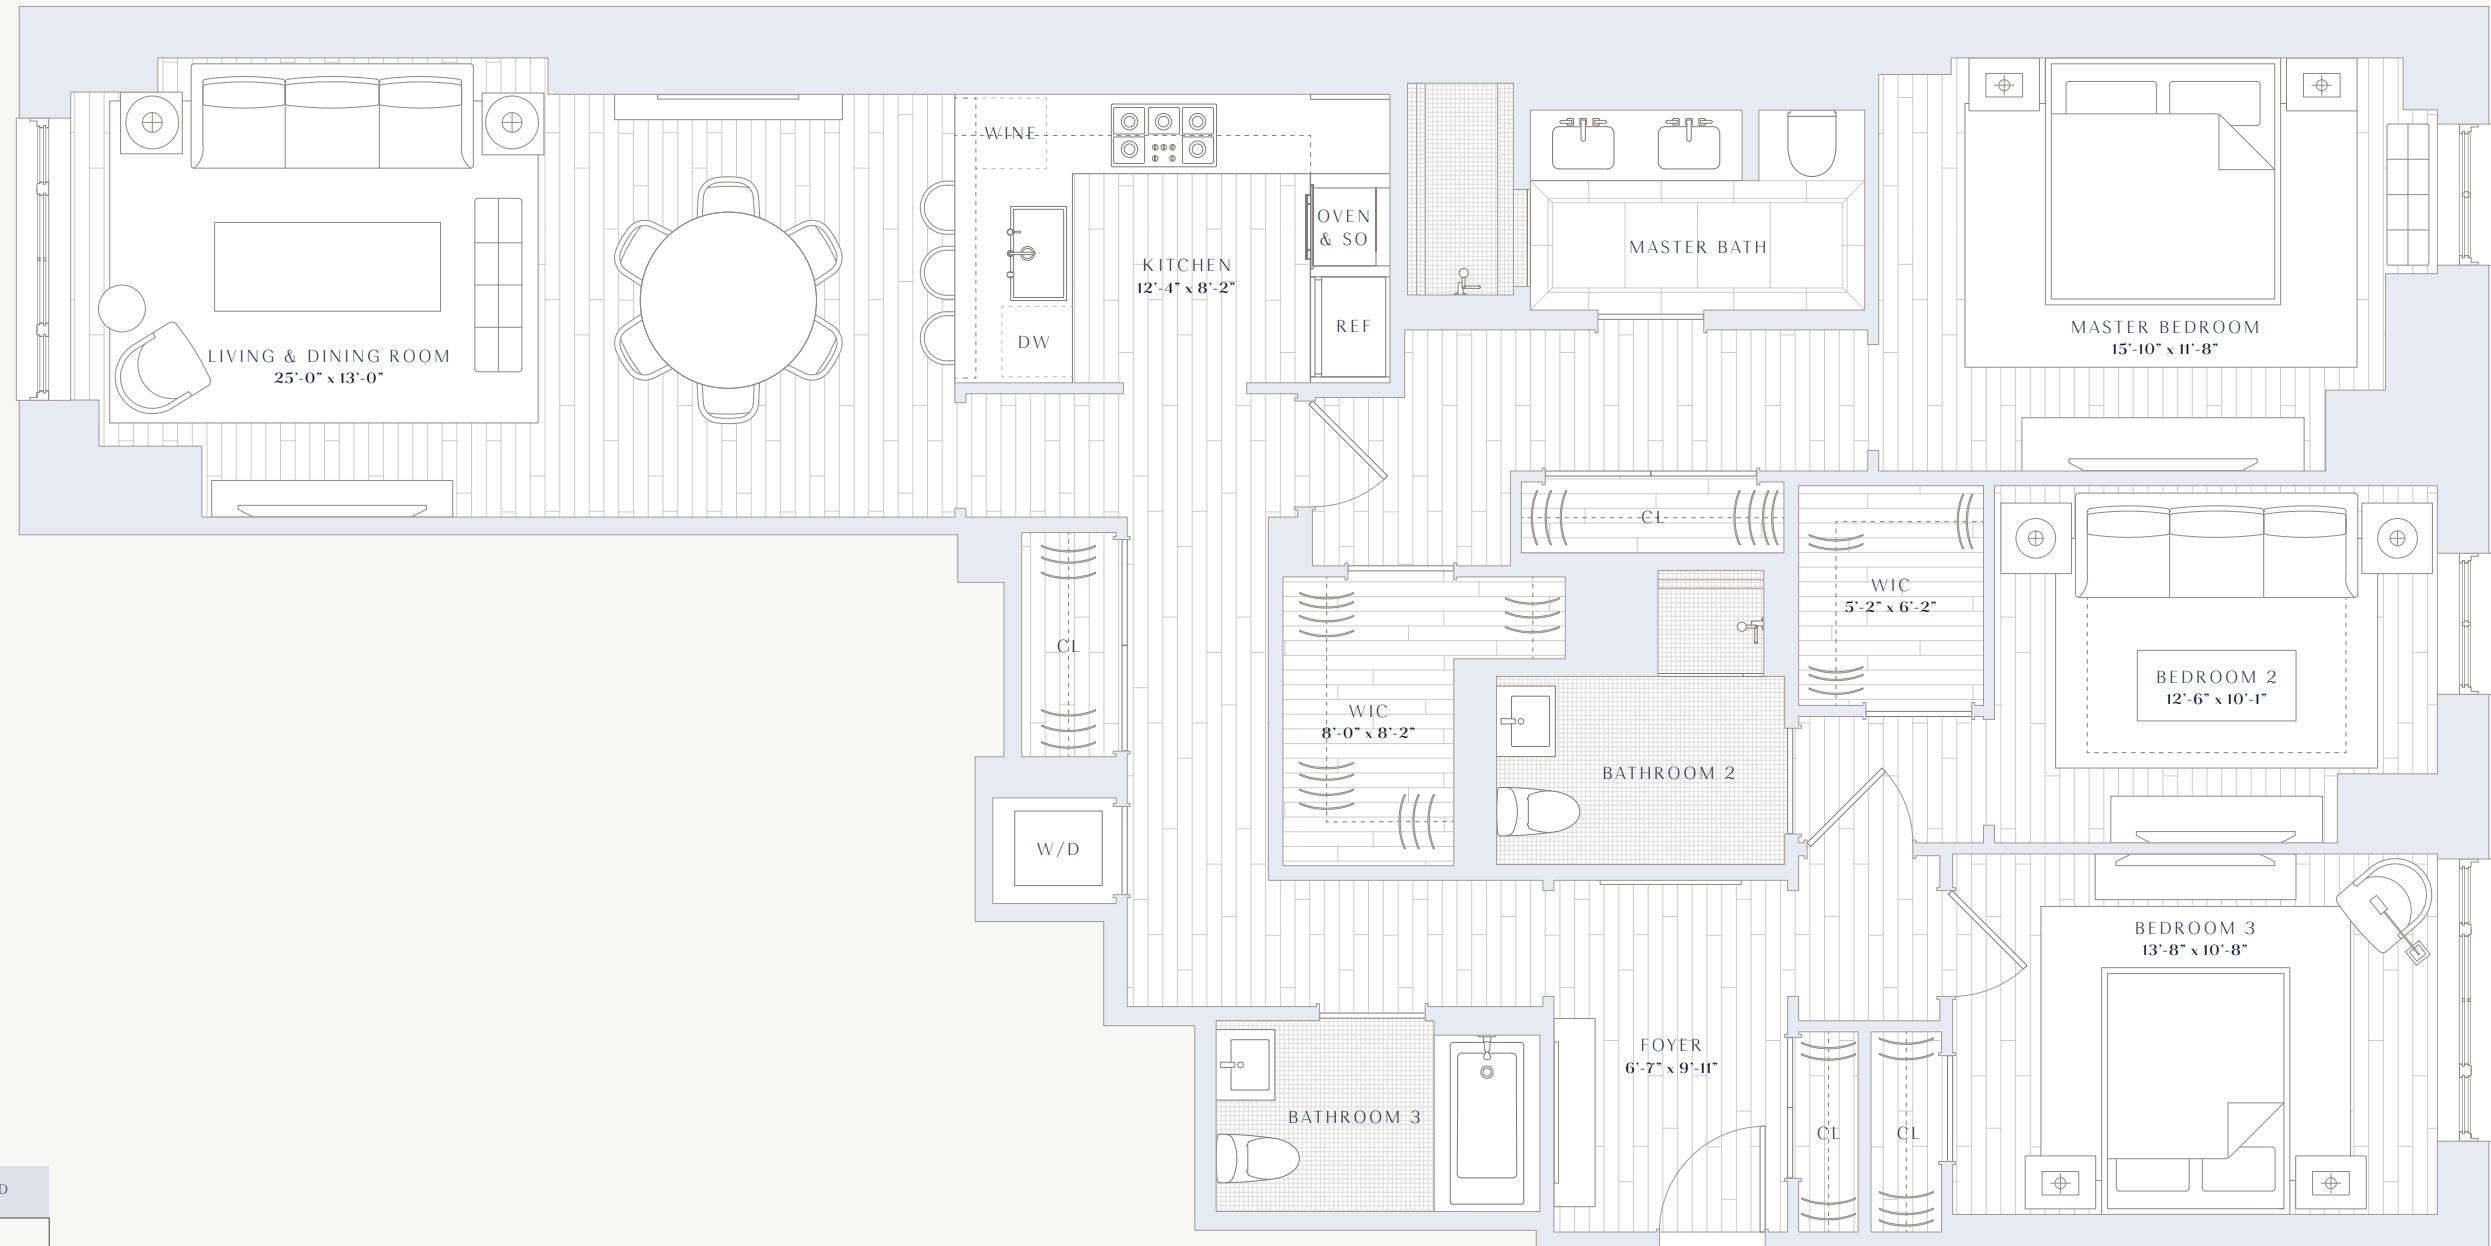 WINE
OVEN
& SO
KITCHEN
12'-4" x 8'-2"
MASTER BATH
REF
DW
MASTER BEDROOM
15'-10" x 11'-8"
LIVING & DINING ROOM
25'-0" x 13'-0"
CL
WIC
5'-2" x 6'-2"
CL
BEDROOM 2
12'-6" x 10'-1"
WIC
8'-0" x 8'-2"
BATHROOM 2
W/D
BEDROOM 3
13'-8" x 10'-8"
FOYER
6'-7" x 9'-11"
BATHROOM 3
CL
CL
D